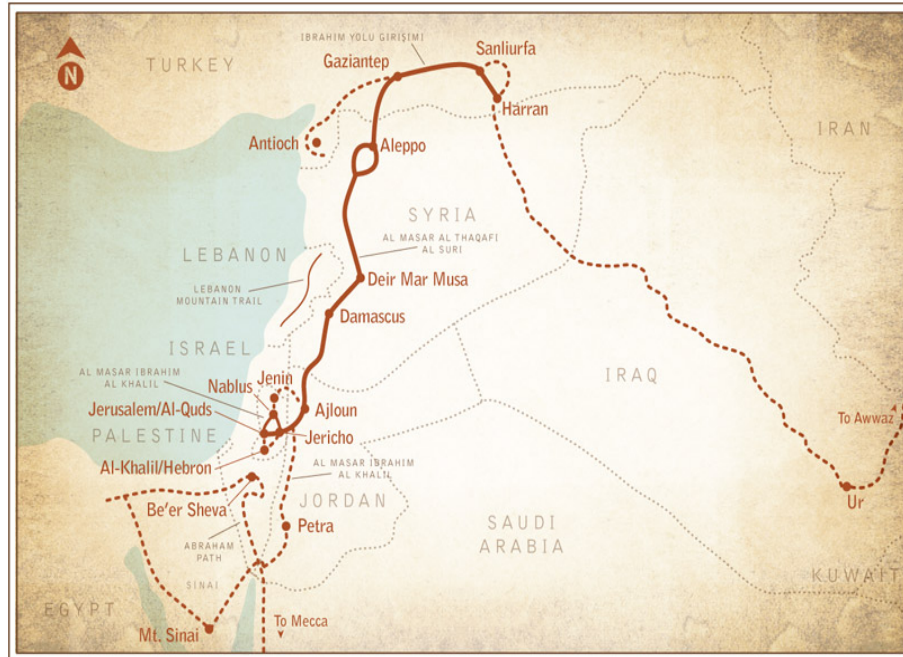 IBRAHIM YOLU GIRIŞIMI
Sanliurfa
Gaziantep
TURKEY
N
Harran
IRAN
Antioch
Aleppo
SYRIA
AL MASAR AL THAQAFI
AL SURI
LEBANON
Deir Mar Musa
LEBANON
MOUNTAIN TRAIL
Damascus
ISRAEL
AL MASAR IBRAHIM
AL KHALIL
Jenin
Nablus
IRAQ
Jerusalem/Al-Quds
Ajloun
To Awwaz
PALESTINE
Jericho
Al-Khalil/Hebron
AL MASAR IBRAHIM
AL KHALIL
JORDAN
Ur
Be'er Sheva
Petra
SAUDI
ARABIA
ABRAHAM
PATH
KUWAIT
SINAI
EGYPT
To Mecca
Mt. Sinai